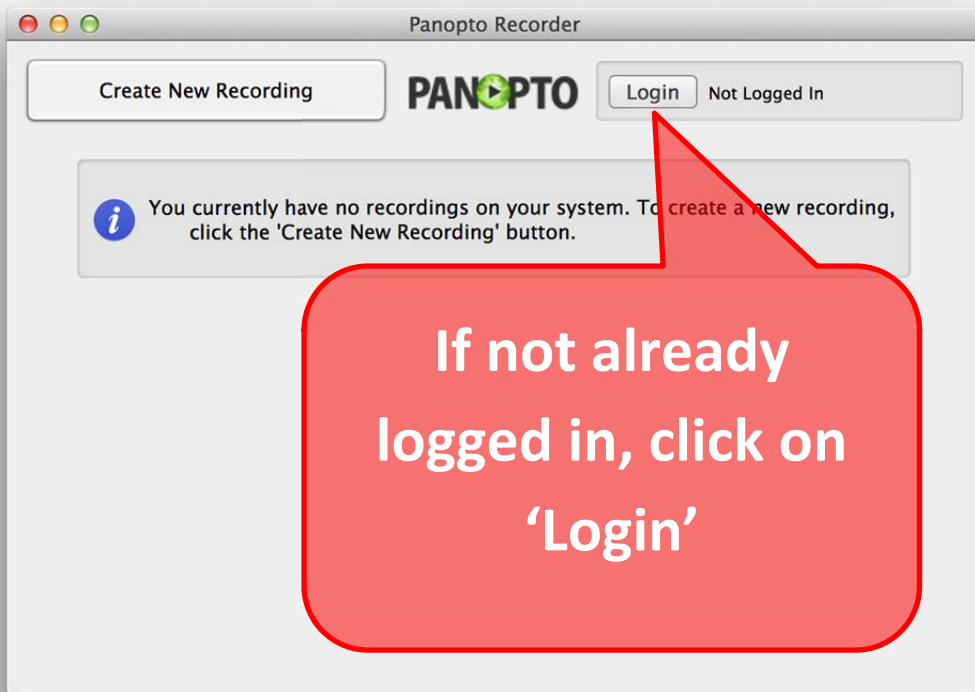 Panopto Recorder
Create New Recording
PANOPTO
Login
Not Logged In
You currently have no recordings on your system. To create a new recording,
click the 'Create New Recording' button.
If not already
logged in, click on
‘Login’